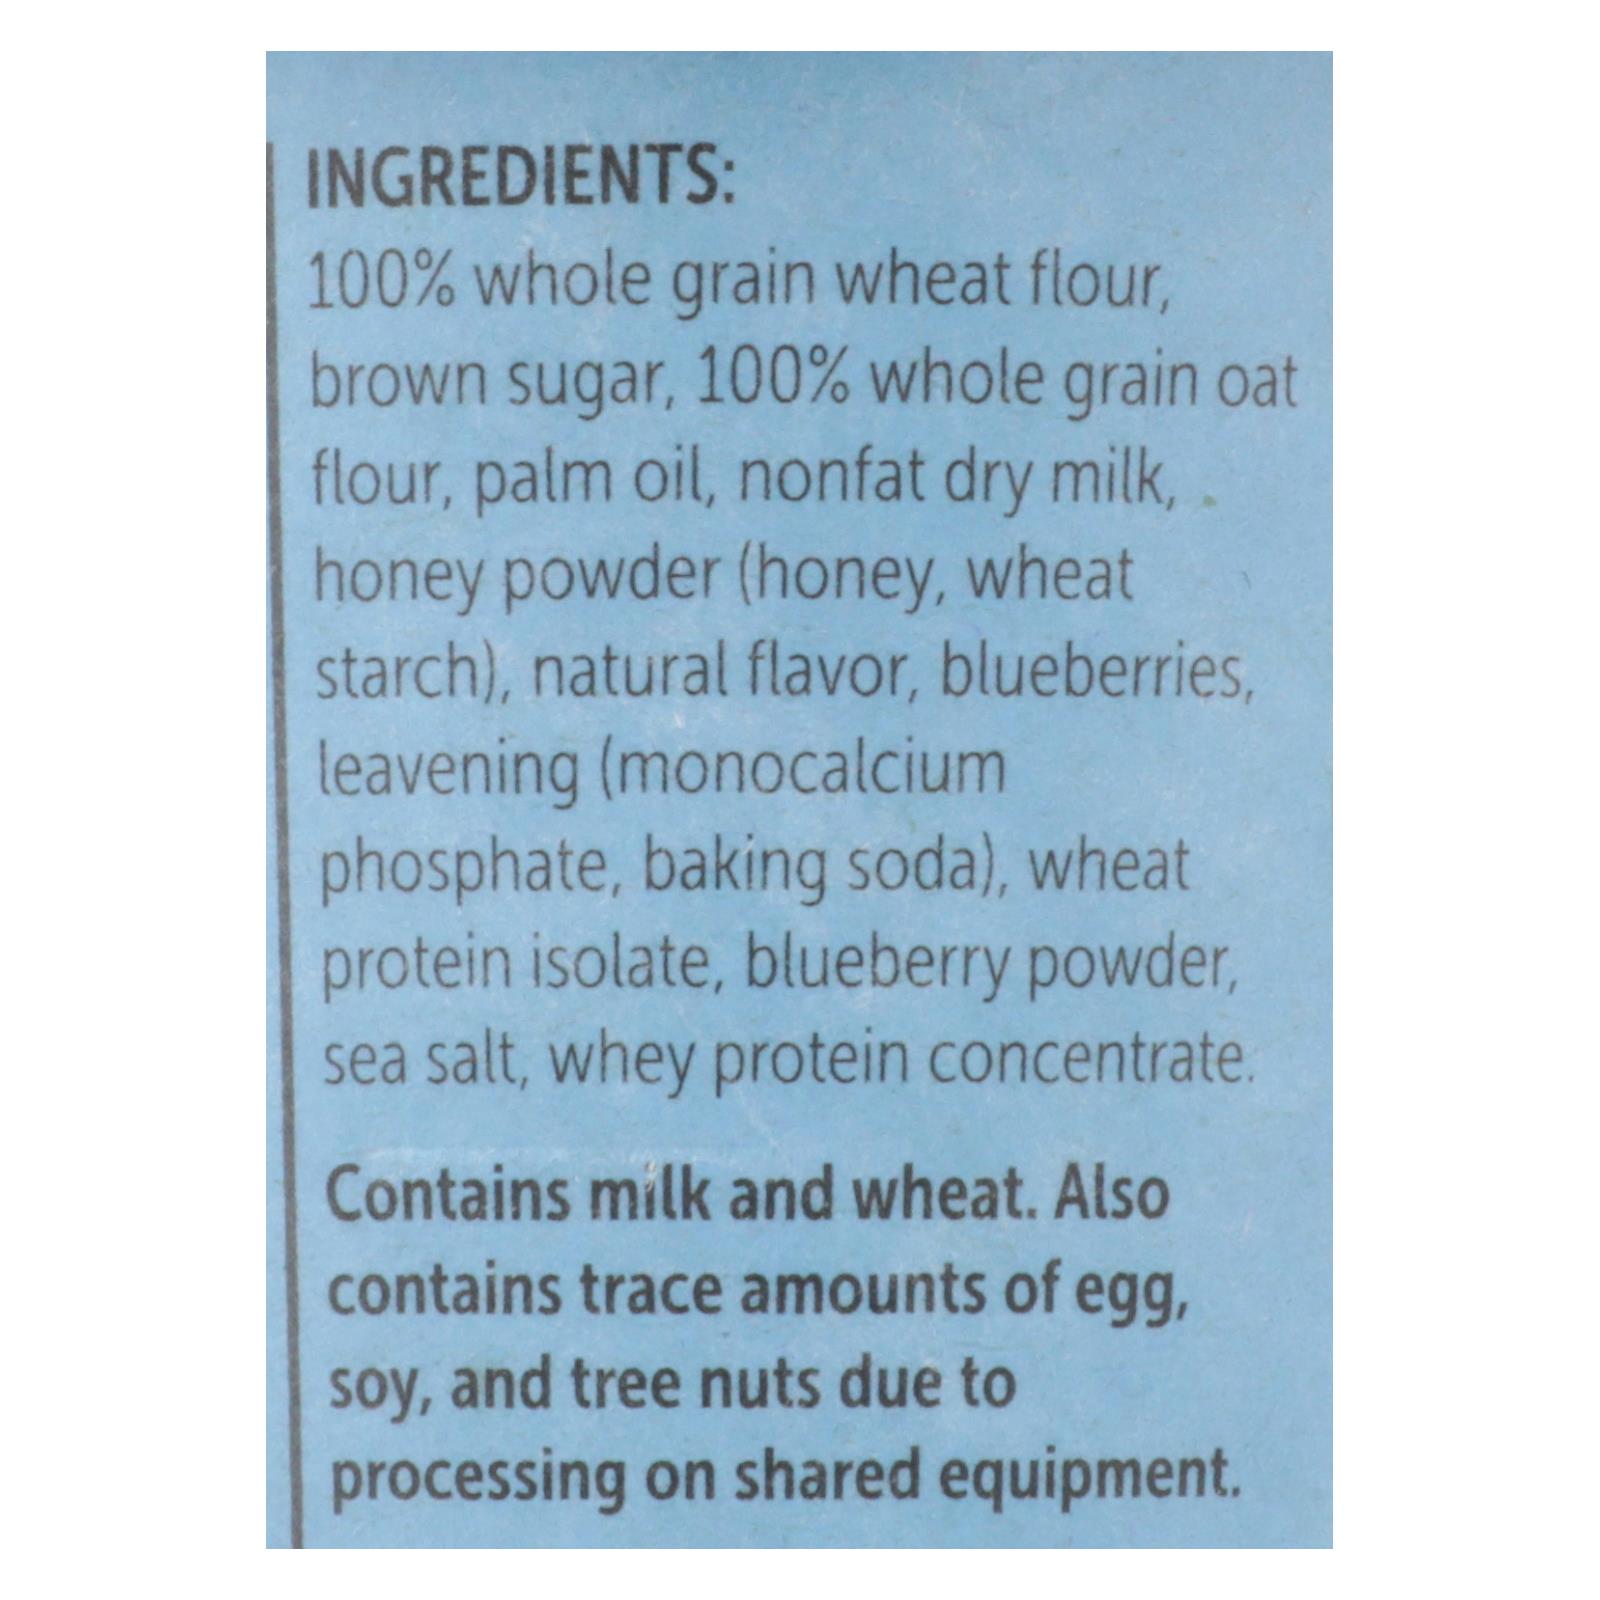 INGREDIENTS:
100% whole grain wheat flour,
brown sugar, 100% whole grain oat
flour, palm oil, nonfat dry milk,
honey powder (honey, wheat
starch), natural flavor, blueberries,
leavening (monocalcium
phosphate, baking soda), wheat
protein isolate, blueberry powder,
sea salt, whey protein concentrate.
Contains milk and wheat. Also
contains trace amounts of egg,
soy, and tree nuts due to
processing on shared equipment.